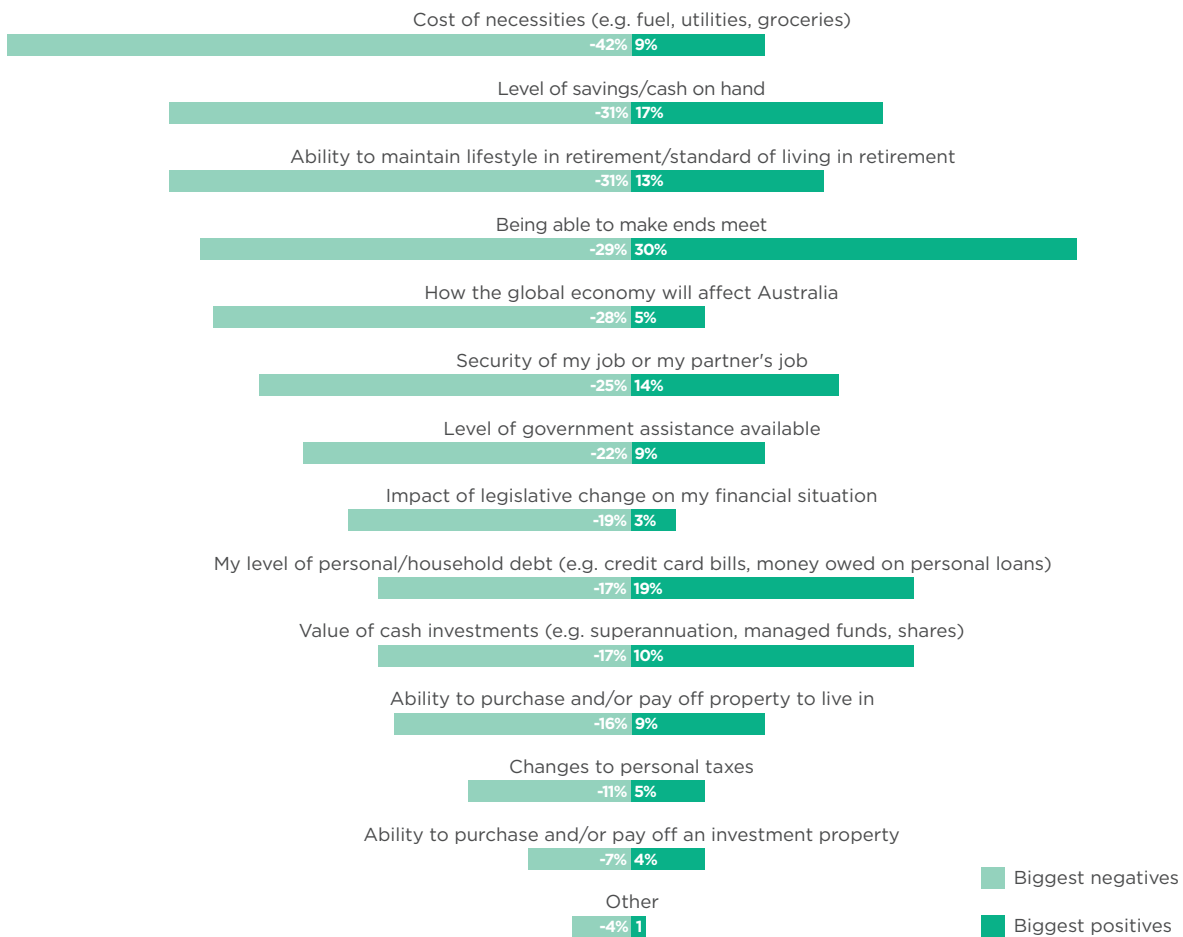 Cost of necessities (e.g. fuel, utilities, groceries)
-42% 9%
Level of savings/cash on hand
-31% 17%
Ability to maintain lifestyle in retirement/standard of living in retirement
-31% 13%
Being able to make ends meet
-29% 30%
How the global economy will affect Australia
-28% 5%
Security of my job or my partner's job
-25% 14%
Level of government assistance available
-22% 9%
Impact of legislative change on my financial situation
-19% 3%
My level of personal/household debt (e.g. credit card bills, money owed on personal loans)
-17% 19%
Value of cash investments (e.g. superannuation, managed funds, shares)
-17% 10%
Ability to purchase and/or pay off property to live in
-16% 9%
Changes to personal taxes
-11% 5%
Ability to purchase and/or pay off an investment property
-7% 4%
Other
-4% 1
Biggest negatives
Biggest positives